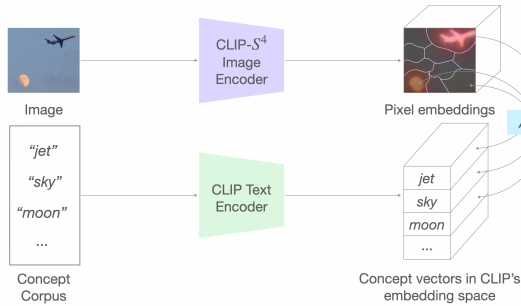 CLIP-S⁴
Image
Encoder
Image
Pixel embeddings
"jet"
"sky"
"moon"
...
CLIP Text
Encoder
jet
sky
moon
...
Concept
Corpus
Concept vectors in CLIP's
embedding space